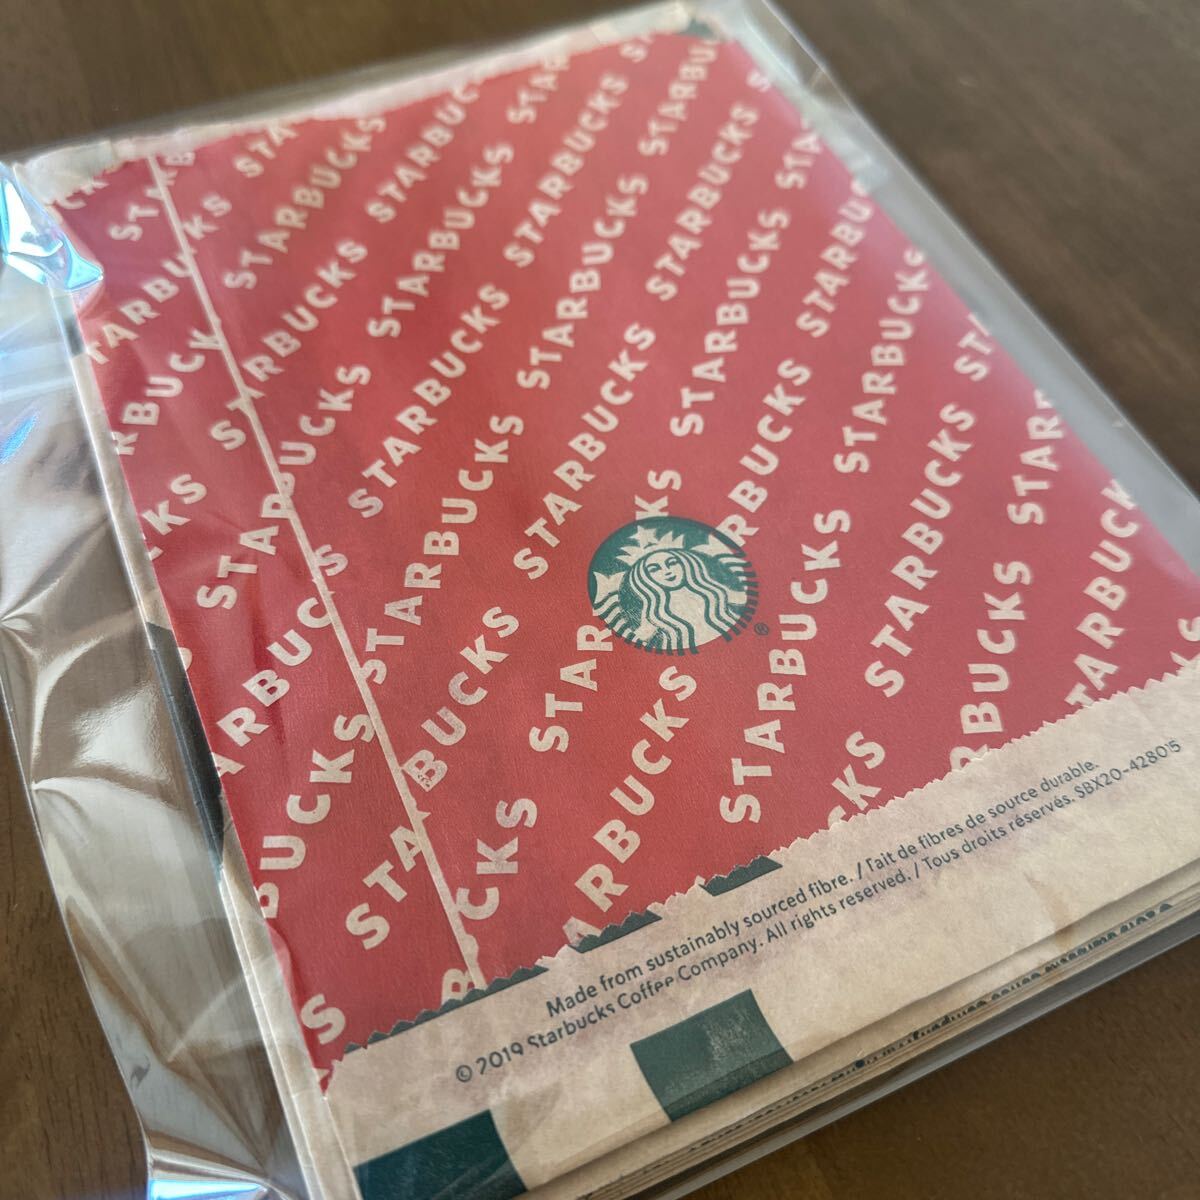 STARBUCKS STARBUCKS STARBUCKS STARBUCKS
STARBUCKS STARBUCKS STARBUCKS
STARBUCKS STARBUCKS STARBUCKS
STARBUCKS STARBUCKS STARBUCKS
®
Made from sustainably sourced fibre. / Fait de fibres de source durable.
© 2019 Starbucks Coffee Company. All rights reserved. / Tous droits réservés. SBX20-428015